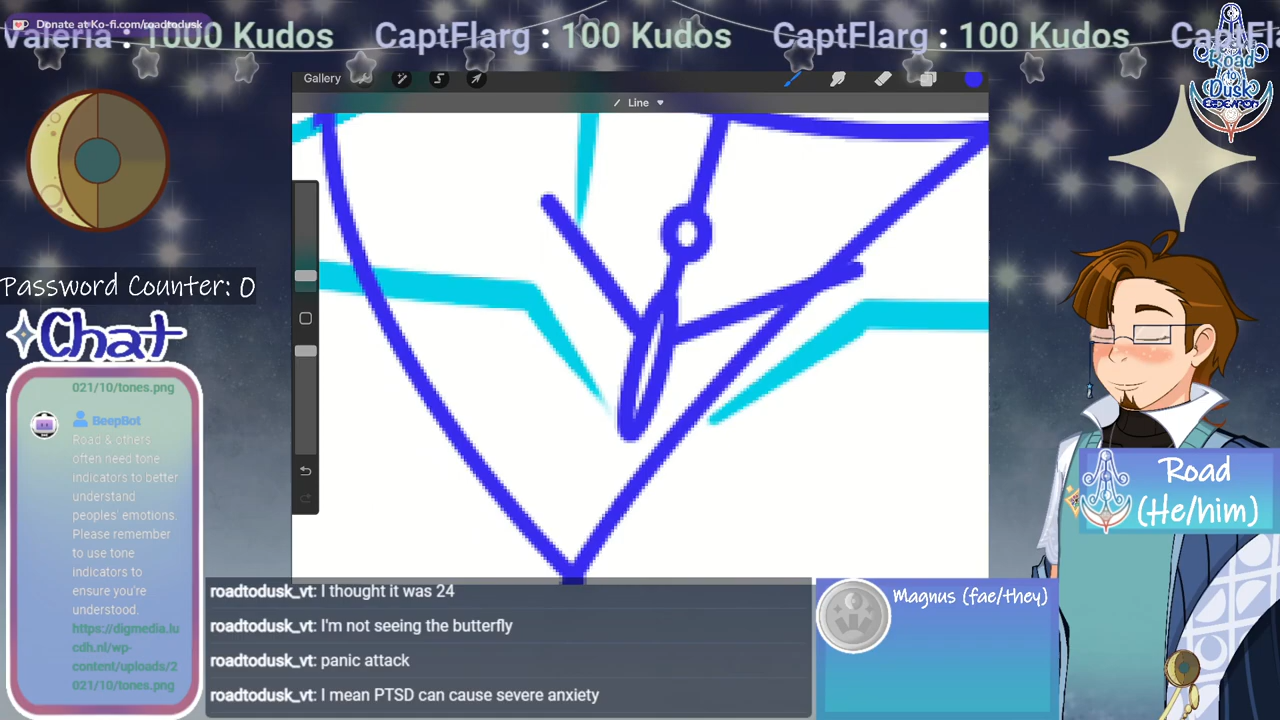 Donate at Ko-fi.com/roadtodusk
Valeria : 1000 Kudos CaptFlarg : 100 Kudos CaptFlarg : 100 Kudos
Road to Dusk
Gallery
Line
Password Counter: 0
Chat
021/10/tones.png
BeepBot
Road & others
often need tone
indicators to better
understand
peoples' emotions.
Please remember
to use tone
indicators to
ensure you're
understood.
https://digmedia.lu
cdh.nl/wp-
content/uploads/2
021/10/tones.png
roadtodusk_vt: I thought it was 24
roadtodusk_vt: I'm not seeing the butterfly
roadtodusk_vt: panic attack
roadtodusk_vt: I mean PTSD can cause severe anxiety
Magnus (fae/they)
Road
(He/him)